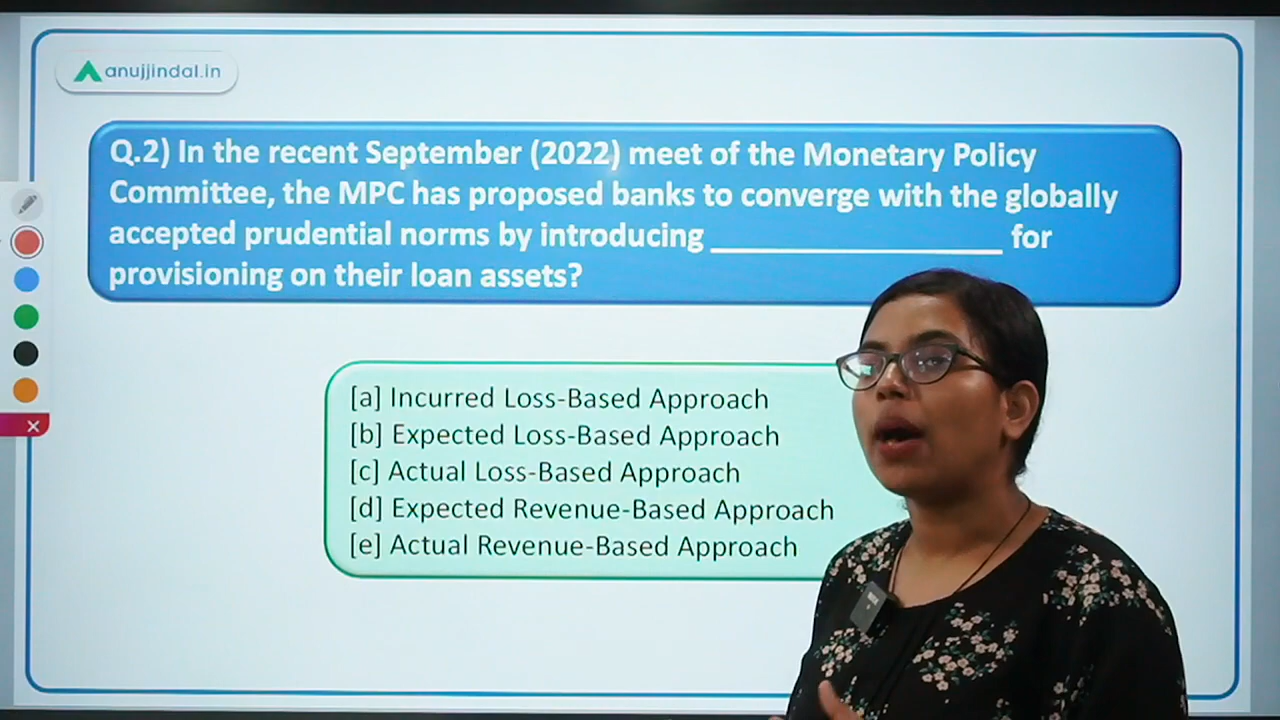 anujjindal.in
Q.2) In the recent September (2022) meet of the Monetary Policy
Committee, the MPC has proposed banks to converge with the globally
accepted prudential norms by introducing ____________________ for
provisioning on their loan assets?
[a] Incurred Loss-Based Approach
[b] Expected Loss-Based Approach
[c] Actual Loss-Based Approach
[d] Expected Revenue-Based Approach
[e] Actual Revenue-Based Approach